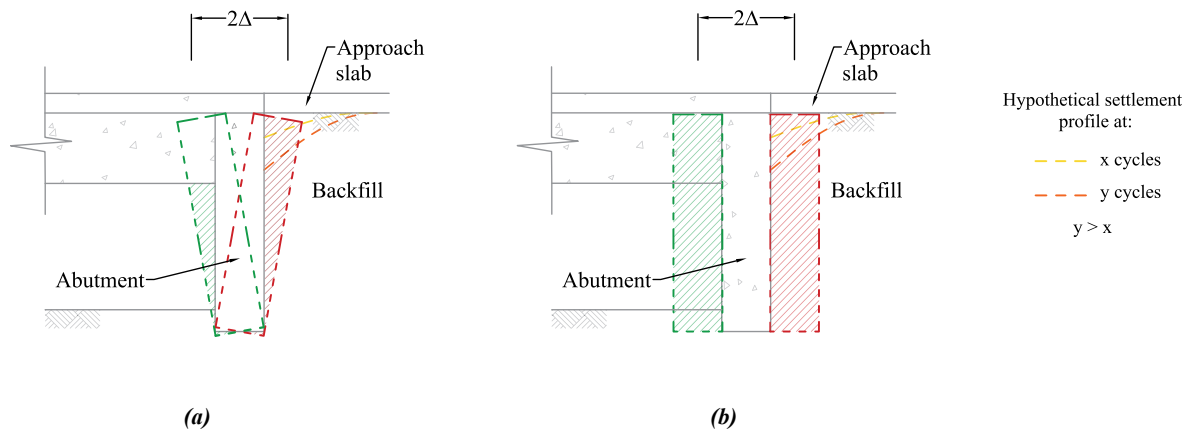 2Δ
Approach
slab
Backfill
Abutment
(a)
2Δ
Approach
slab
Backfill
Abutment
(b)
Hypothetical settlement
profile at:
x cycles
y cycles
y > x